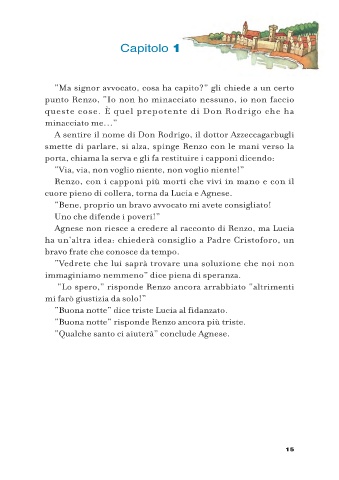 Capitolo 1
"Ma signor avvocato, cosa ha capito?" gli chiede a un certo
punto Renzo, "Io non ho minacciato nessuno, io non faccio
queste cose. È quel prepotente di Don Rodrigo che ha
minacciato me…"
A sentire il nome di Don Rodrigo, il dottor Azzeccagarbugli
smette di parlare, si alza, spinge Renzo con le mani verso la
porta, chiama la serva e gli fa restituire i capponi dicendo:
"Via, via, non voglio niente, non voglio niente!"
Renzo, con i capponi più morti che vivi in mano e con il
cuore pieno di collera, torna da Lucia e Agnese.
"Bene, proprio un bravo avvocato mi avete consigliato!
Uno che difende i poveri!"
Agnese non riesce a credere al racconto di Renzo, ma Lucia
ha un'altra idea: chiederà consiglio a Padre Cristoforo, un
bravo frate che conosce da tempo.
"Vedrete che lui saprà trovare una soluzione che noi non
immaginiamo nemmeno" dice piena di speranza.
"Lo spero," risponde Renzo ancora arrabbiato "altrimenti
mi farò giustizia da solo!"
"Buona notte" dice triste Lucia al fidanzato.
"Buona notte" risponde Renzo ancora più triste.
"Qualche santo ci aiuterà" conclude Agnese.
15